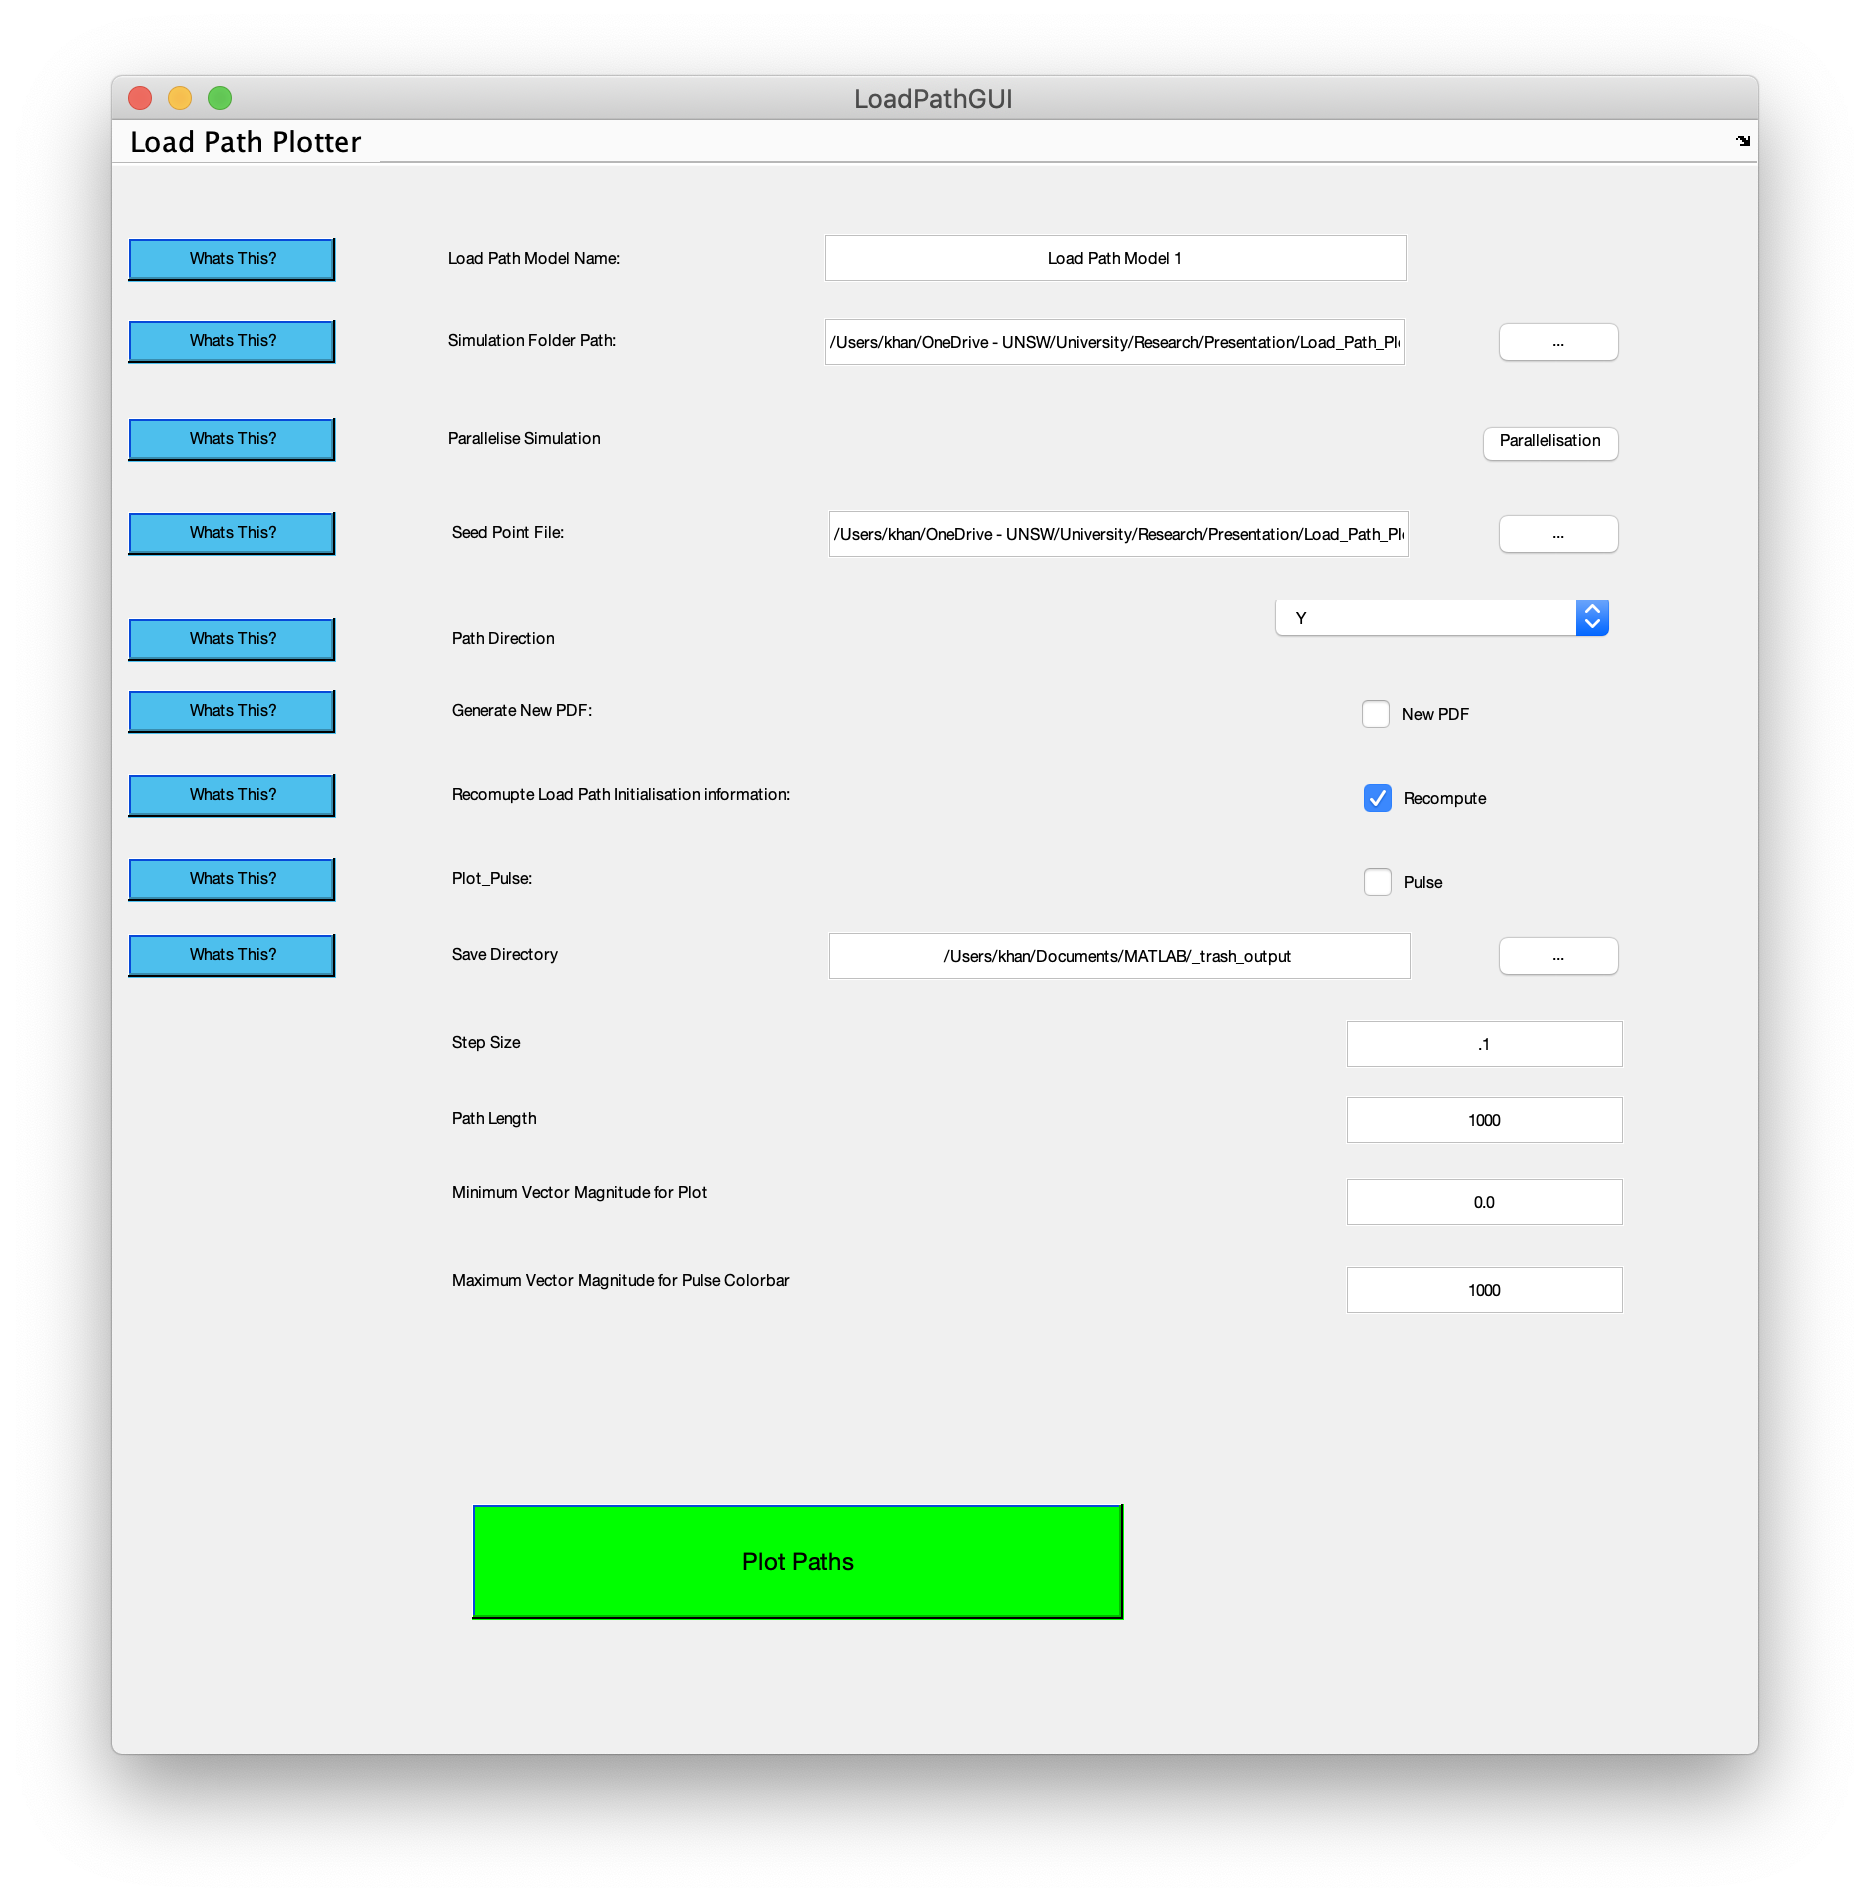 LoadPathGUI
Load Path Plotter
Whats This? Load Path Model Name: Load Path Model 1
Whats This? Simulation Folder Path: /Users/khan/OneDrive - UNSW/University/Research/Presentation/Load_Path_Pl ...
Whats This? Parallelise Simulation Parallelisation
Whats This? Seed Point File: /Users/khan/OneDrive - UNSW/University/Research/Presentation/Load_Path_Pl ...
Whats This? Path Direction Y
Whats This? Generate New PDF: New PDF
Whats This? Recomupte Load Path Initialisation information: Recompute
Whats This? Plot_Pulse: Pulse
Whats This? Save Directory /Users/khan/Documents/MATLAB/_trash_output ...
Step Size .1
Path Length 1000
Minimum Vector Magnitude for Plot 0.0
Maximum Vector Magnitude for Pulse Colorbar 1000
Plot Paths